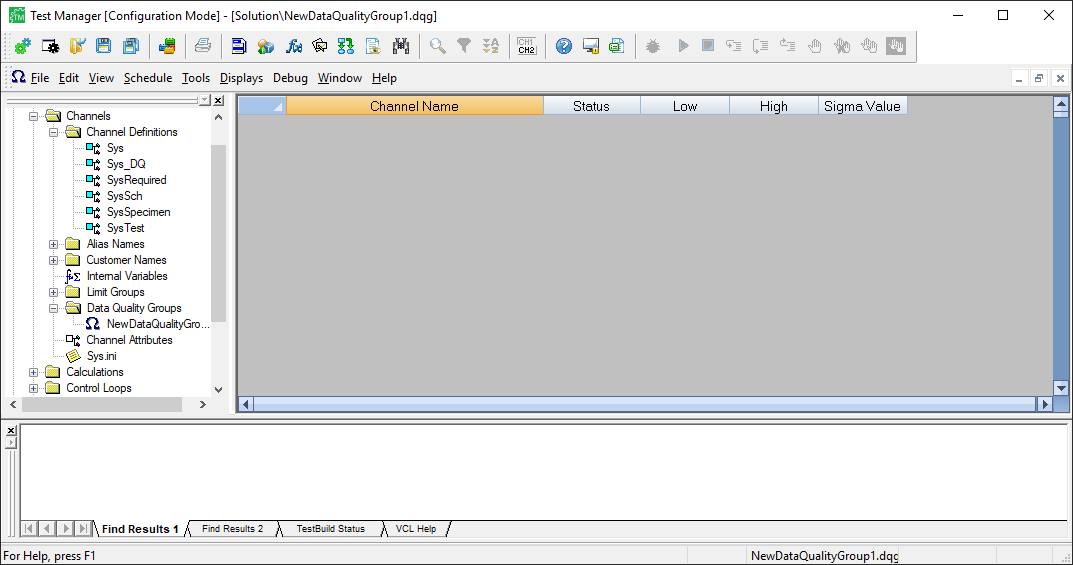 Test Manager [Configuration Mode] - [Solution\NewDataQualityGroup1.dqg]
CH1
CH2
File Edit View Schedule Tools Displays Debug Window Help
Channel Name Status Low High Sigma Value
Channels
Channel Definitions
Sys
Sys_DQ
SysRequired
SysSch
SysSpecimen
SysTest
Alias Names
Customer Names
Internal Variables
Limit Groups
Data Quality Groups
NewDataQualityGro...
Channel Attributes
Sys.ini
Calculations
Control Loops
Find Results 1 Find Results 2 TestBuild Status VCL Help
For Help, press F1 NewDataQualityGroup1.dqg